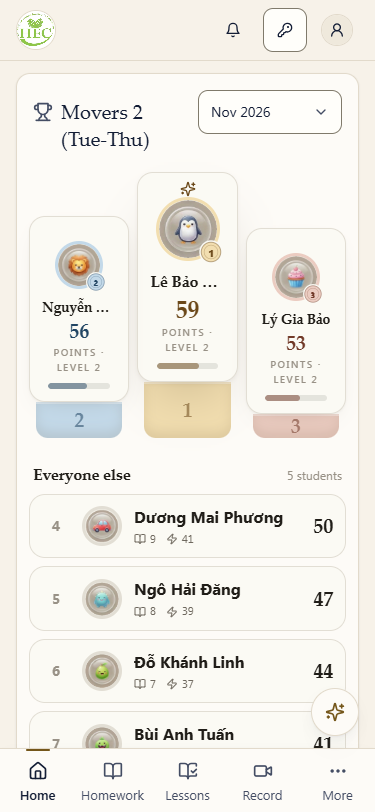 HEC
Movers 2
(Tue-Thu)
Nov 2026
1
2
3
Lê Bảo ...
59
POINTS ·
LEVEL 2
Nguyễn ...
56
POINTS ·
LEVEL 2
Lý Gia Bảo
53
POINTS ·
LEVEL 2
2
1
3
Everyone else
5 students
4
Dương Mai Phương
9 41
50
5
Ngô Hải Đăng
8 39
47
6
Đỗ Khánh Linh
7 37
44
7
Bùi Anh Tuấn
41
Home
Homework
Lessons
Record
More